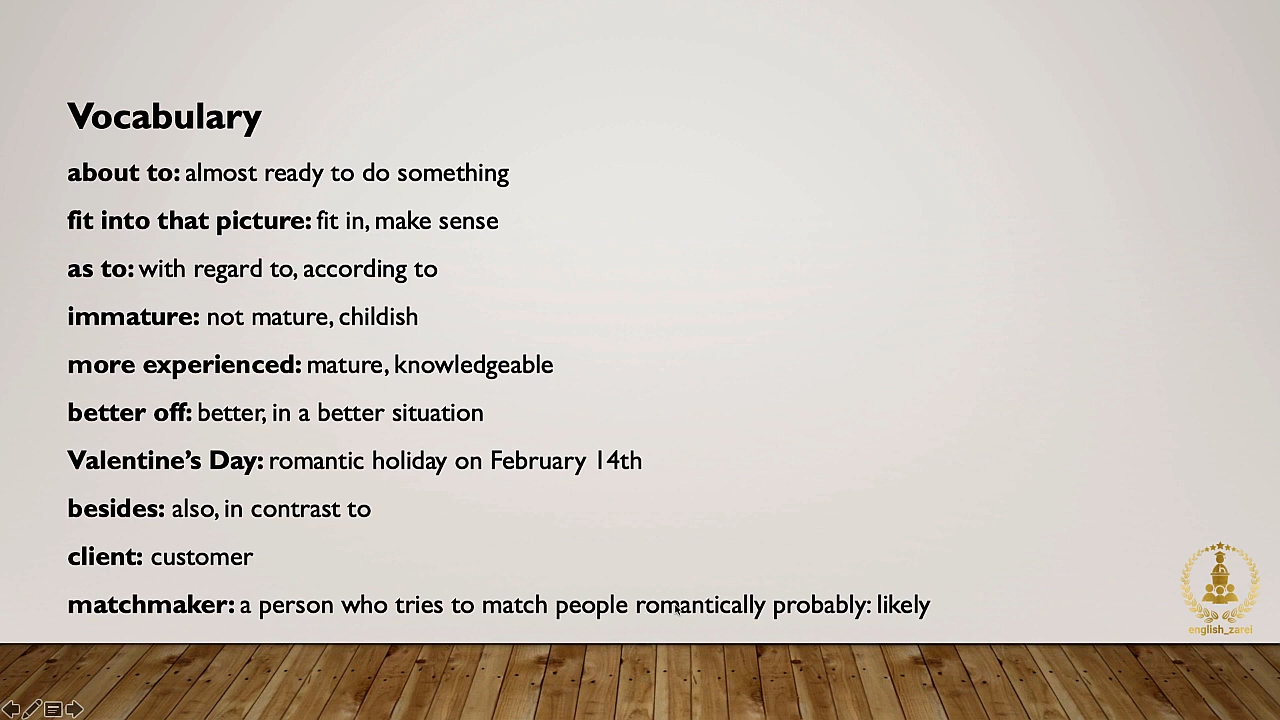 Vocabulary
about to: almost ready to do something
fit into that picture: fit in, make sense
as to: with regard to, according to
immature: not mature, childish
more experienced: mature, knowledgeable
better off: better, in a better situation
Valentine’s Day: romantic holiday on February 14th
besides: also, in contrast to
client: customer
matchmaker: a person who tries to match people romantically probably: likely
english_zarei